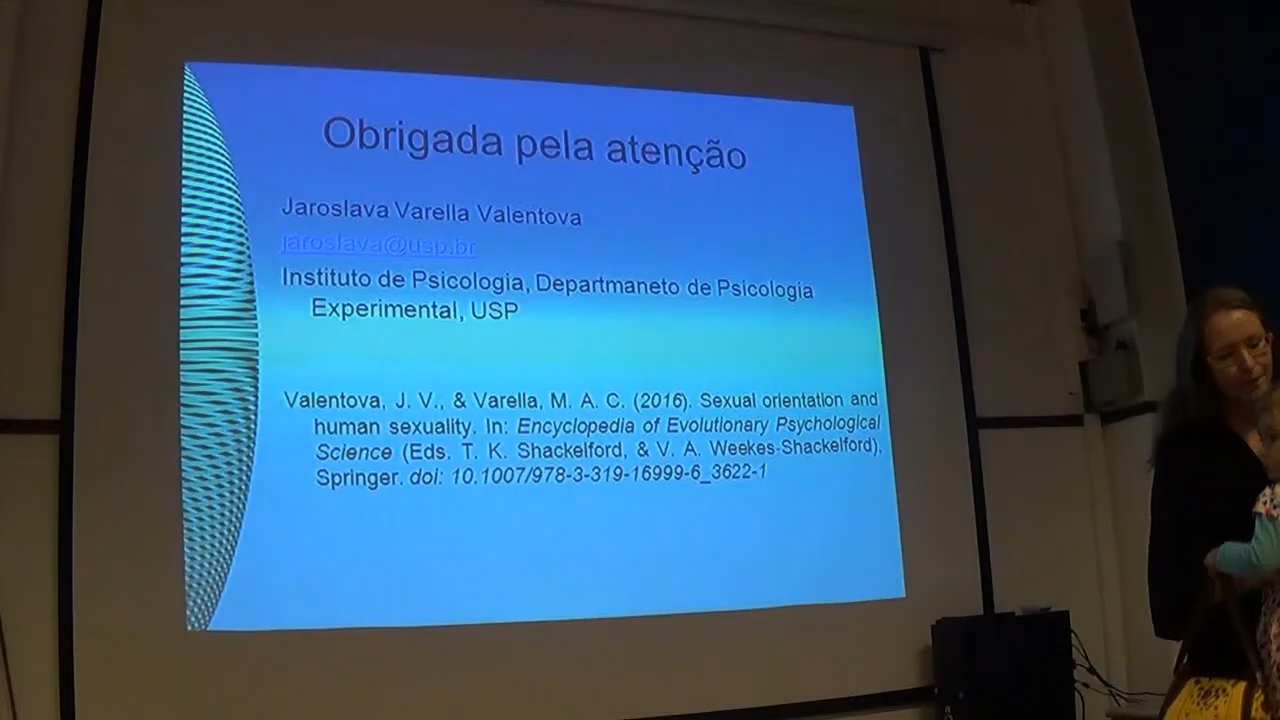 Obrigada pela atenção
Jaroslava Varella Valentova
jaroslava@usp.br
Instituto de Psicologia, Departmaneto de Psicologia
Experimental, USP
Valentova, J. V., & Varella, M. A. C. (2016). Sexual orientation and
human sexuality. In: Encyclopedia of Evolutionary Psychological
Science (Eds. T. K. Shackelford, & V. A. Weekes-Shackelford),
Springer. doi: 10.1007/978-3-319-16999-6_3622-1